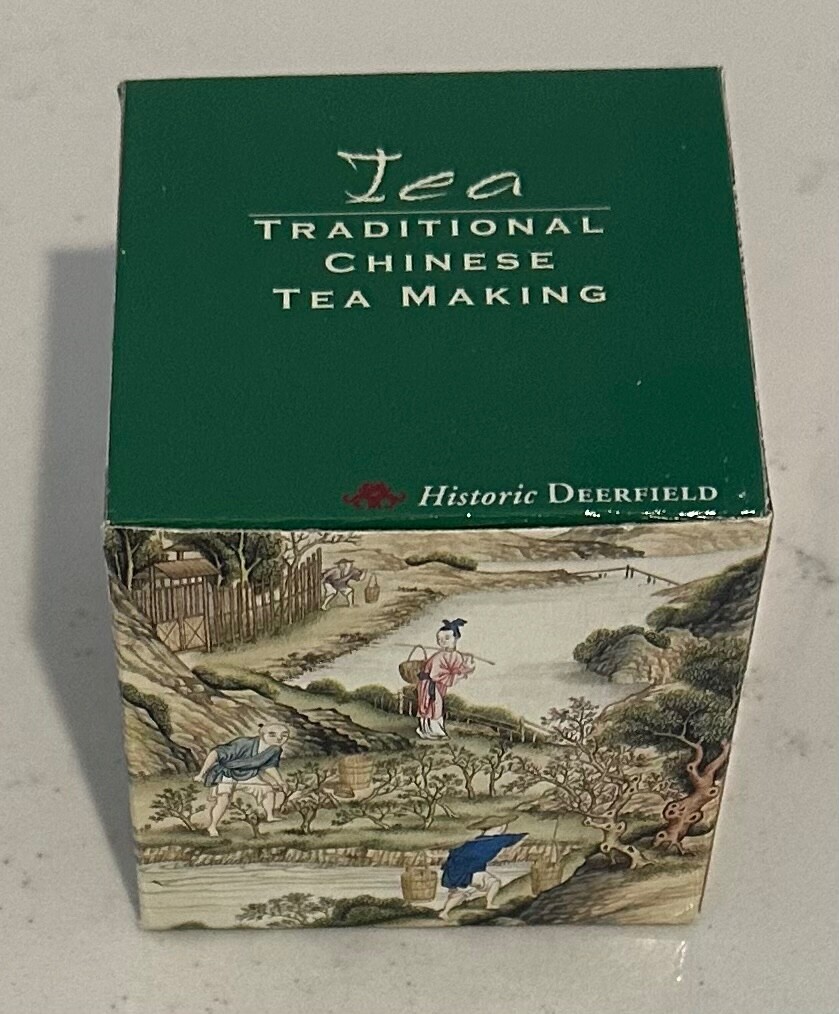 Tea
TRADITIONAL
CHINESE
TEA MAKING
Historic DEERFIELD